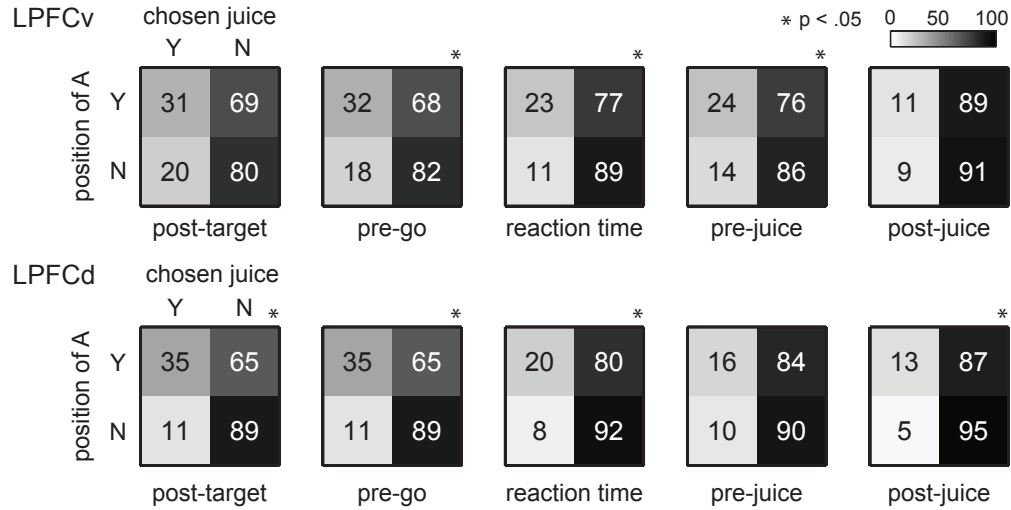 LPFCv chosen juice * p < .05 0 50 100
Y N * * *
position of A
Y 31 69 32 68 23 77 24 76 11 89
N 20 80 18 82 11 89 14 86 9 91
post-target pre-go reaction time pre-juice post-juice
LPFCd chosen juice
Y N * * * *
position of A
Y 35 65 35 65 20 80 16 84 13 87
N 11 89 11 89 8 92 10 90 5 95
post-target pre-go reaction time pre-juice post-juice